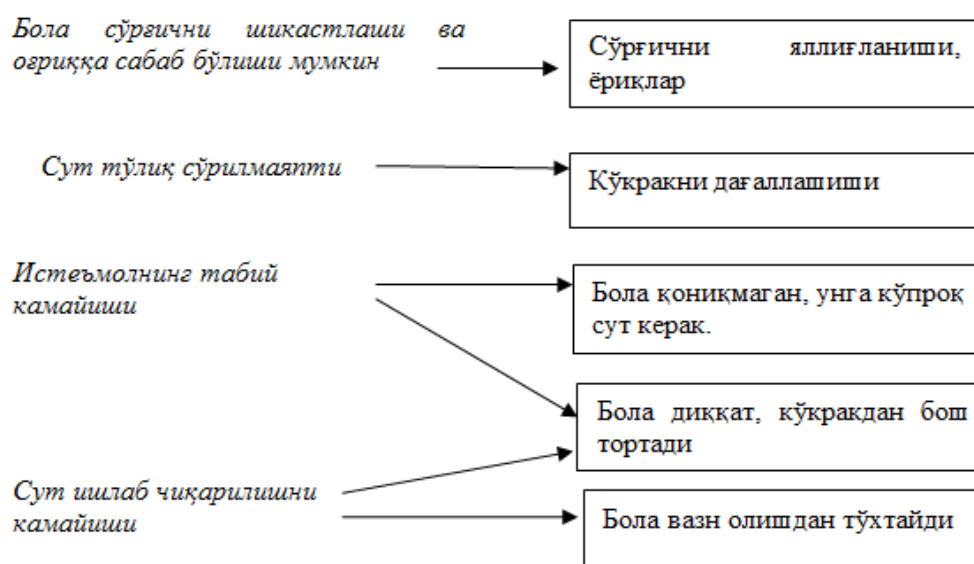 Бола сўрғични шикастлаши ва
оғриққа сабаб бўлиши мумкин
Сўрғични яллиғланиши,
ёриқлар
Сут тўлиқ сўрилмаяпти
Кўкракни дағаллашиши
Истеъмолнинг табий
камайиши
Бола қониқмаган, унга кўпроқ
сут керак.
Бола диққат, кўкракдан бош
тортади
Сут ишлаб чиқарилишни
камайиши
Бола вазн олишдан тўхтайди